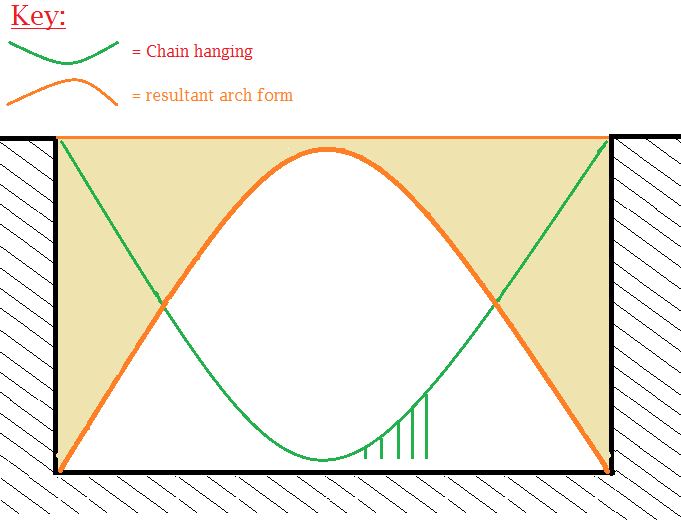 Key:
= Chain hanging
= resultant arch form